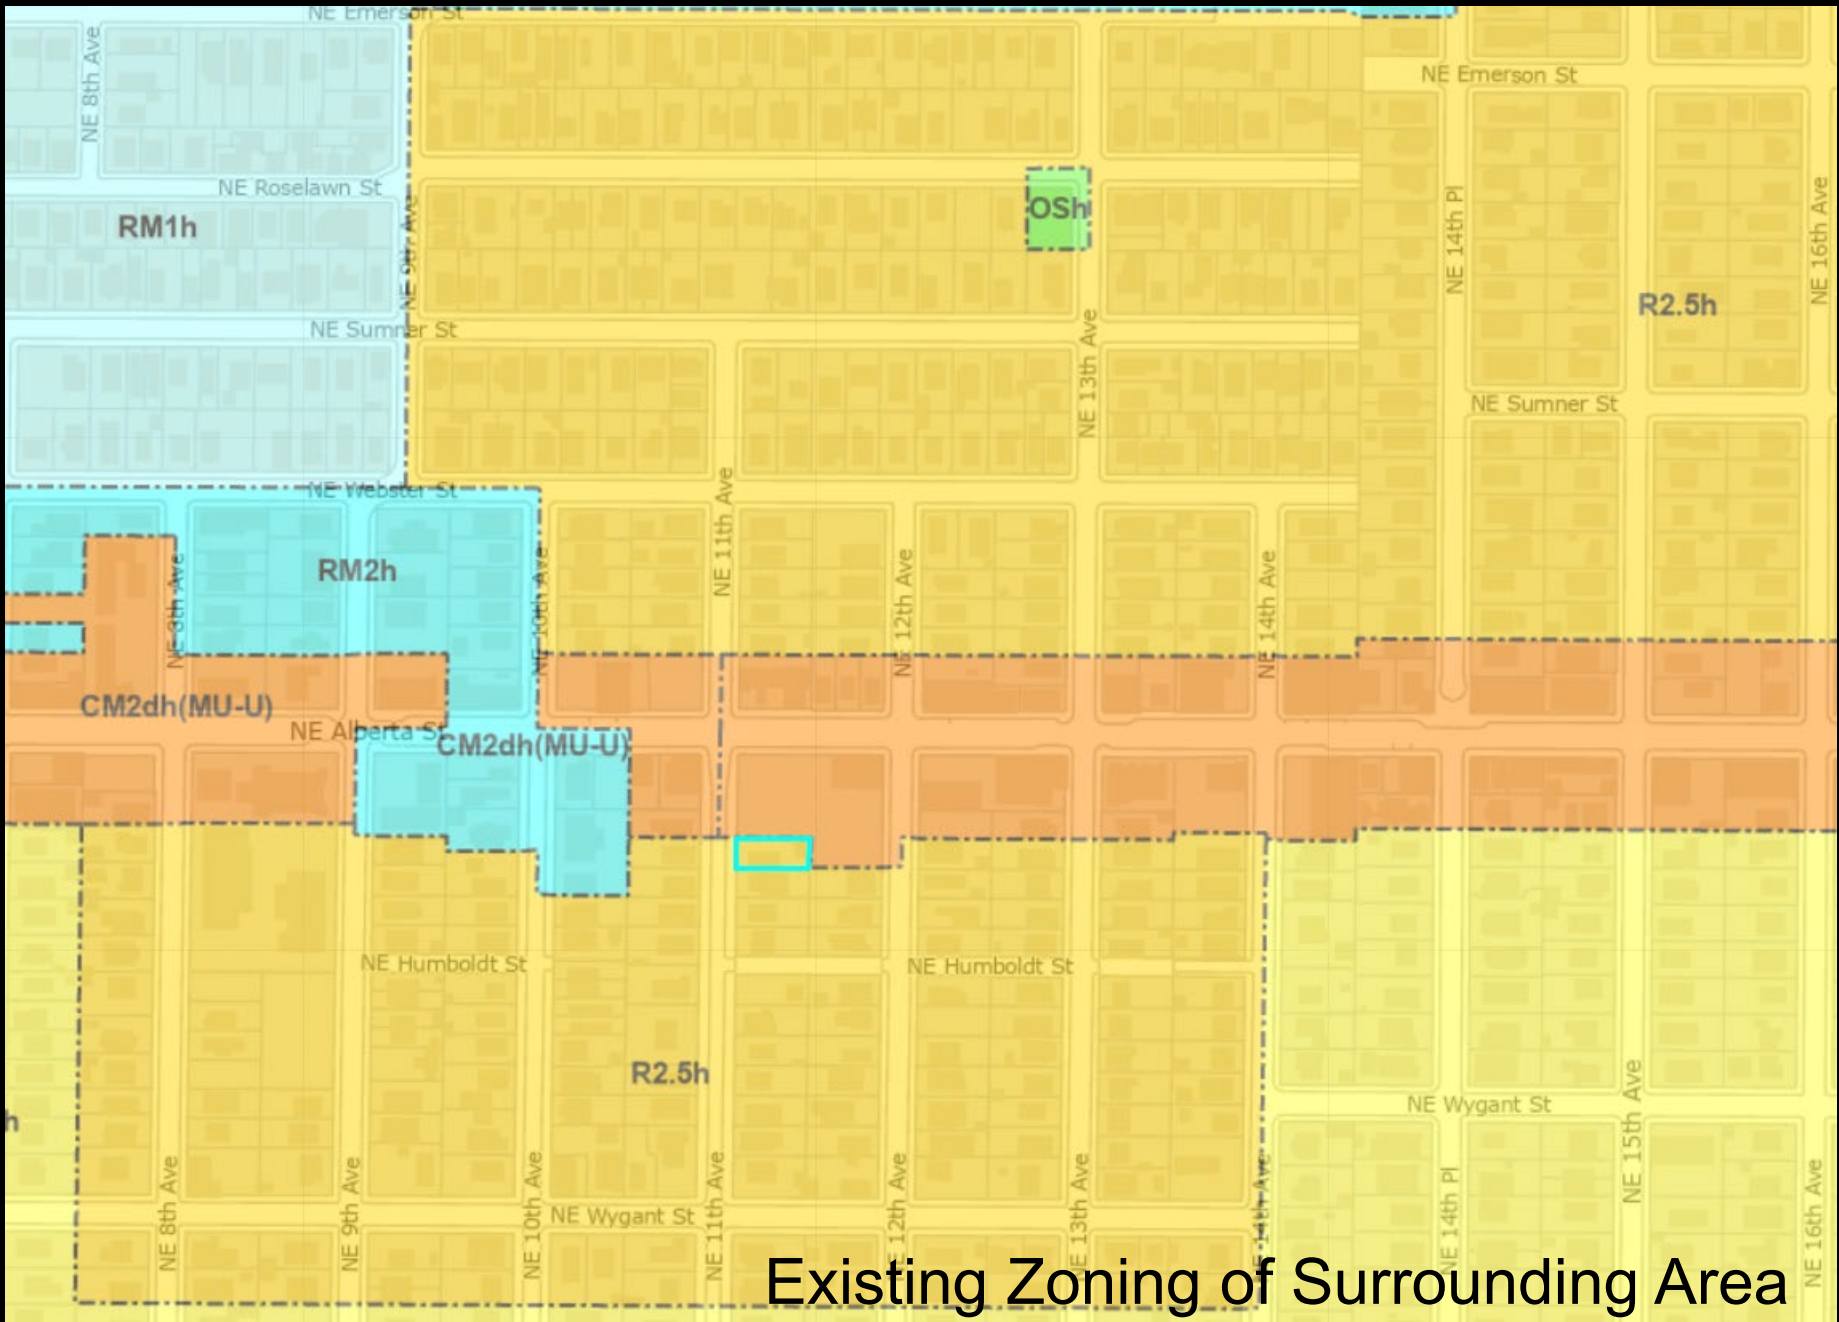 NE Emerson St
NE 8th Ave
NE Emerson St
NE Roselawn St
RM1h
NE 9th Ave
OSh
NE 14th Pl
NE 16th Ave
R2.5h
NE Sumner St
NE 13th Ave
NE Sumner St
NE Webster St
NE 11th Ave
RM2h
NE 8th Ave
NE 10th Ave
NE 12th Ave
NE 14th Ave
CM2dh(MU-U)
NE Alberta St
CM2dh(MU-U)
NE Humboldt St
NE Humboldt St
R2.5h
h
NE Wygant St
NE 15th Ave
NE 8th Ave
NE 9th Ave
NE 10th Ave
NE Wygant St
NE 11th Ave
NE 12th Ave
NE 13th Ave
NE 14th Ave
NE 14th Pl
NE 16th Ave
Existing Zoning of Surrounding Area